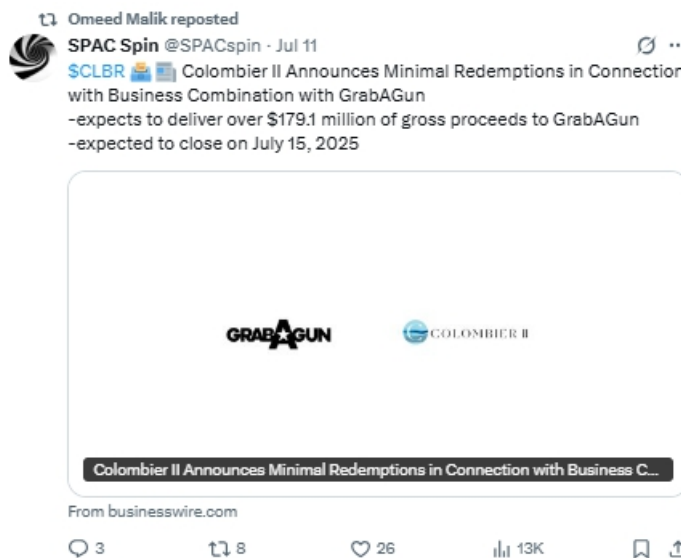 Omeed Malik reposted
SPAC Spin @SPACspin · Jul 11
$CLBR 📥 📰 Colombier II Announces Minimal Redemptions in Connection
with Business Combination with GrabAGun
-expects to deliver over $179.1 million of gross proceeds to GrabAGun
-expected to close on July 15, 2025
GRABAGUN COLOMBIER II
Colombier II Announces Minimal Redemptions in Connection with Business C...
From businesswire.com
3 8 26 13K